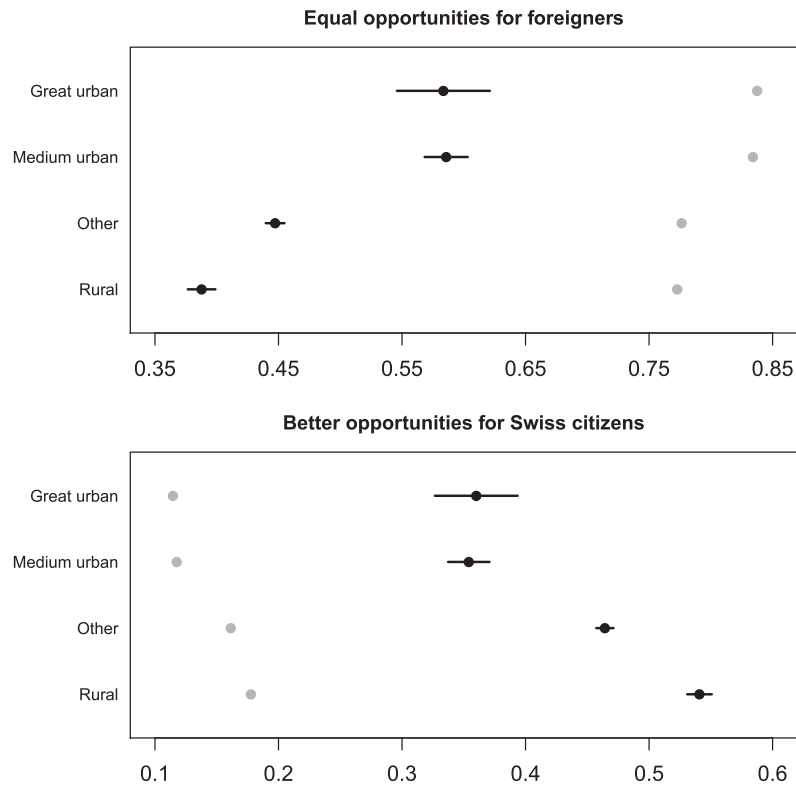 Equal opportunities for foreigners
Great urban
Medium urban
Other
Rural
0.35 0.45 0.55 0.65 0.75 0.85
Better opportunities for Swiss citizens
Great urban
Medium urban
Other
Rural
0.1 0.2 0.3 0.4 0.5 0.6